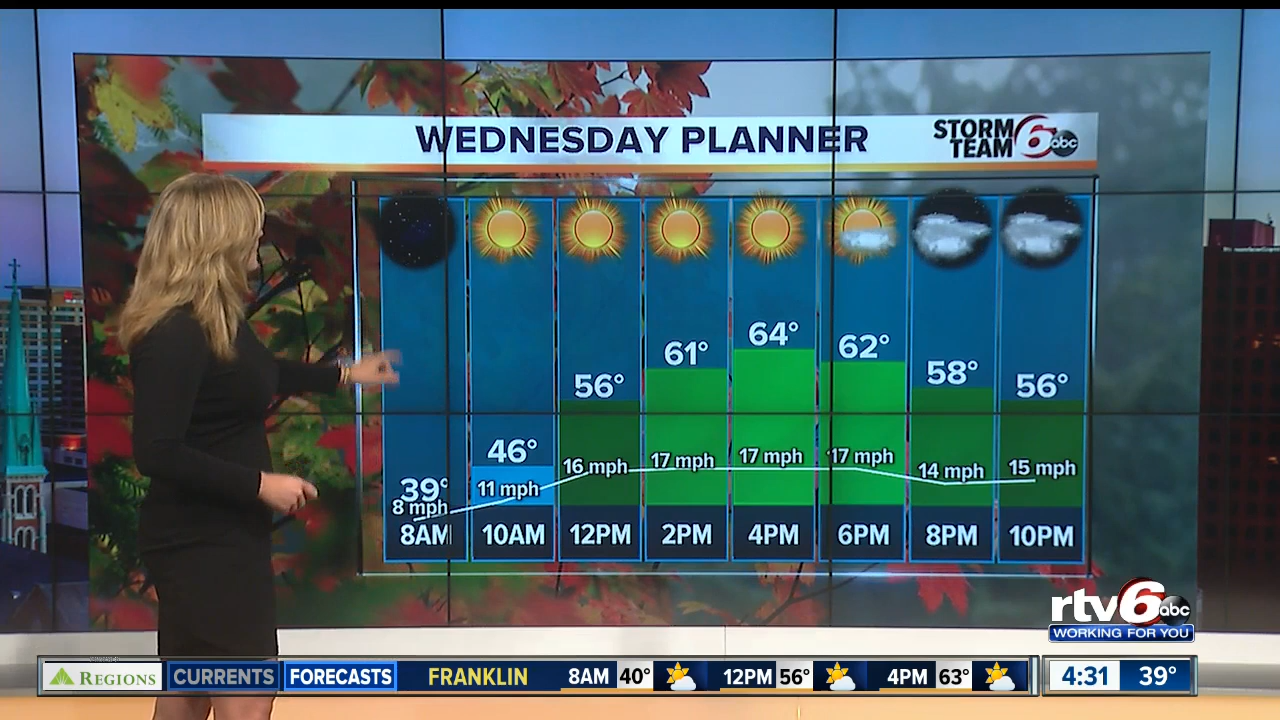 WEDNESDAY PLANNER
STORM TEAM 6 abc
39° 46° 56° 61° 64° 62° 58° 56°
8 mph 11 mph 16 mph 17 mph 17 mph 17 mph 14 mph 15 mph
8AM 10AM 12PM 2PM 4PM 6PM 8PM 10PM
rtv6 abc
WORKING FOR YOU
REGIONS CURRENTS FORECASTS FRANKLIN 8AM 40° 12PM 56° 4PM 63° 4:31 39°